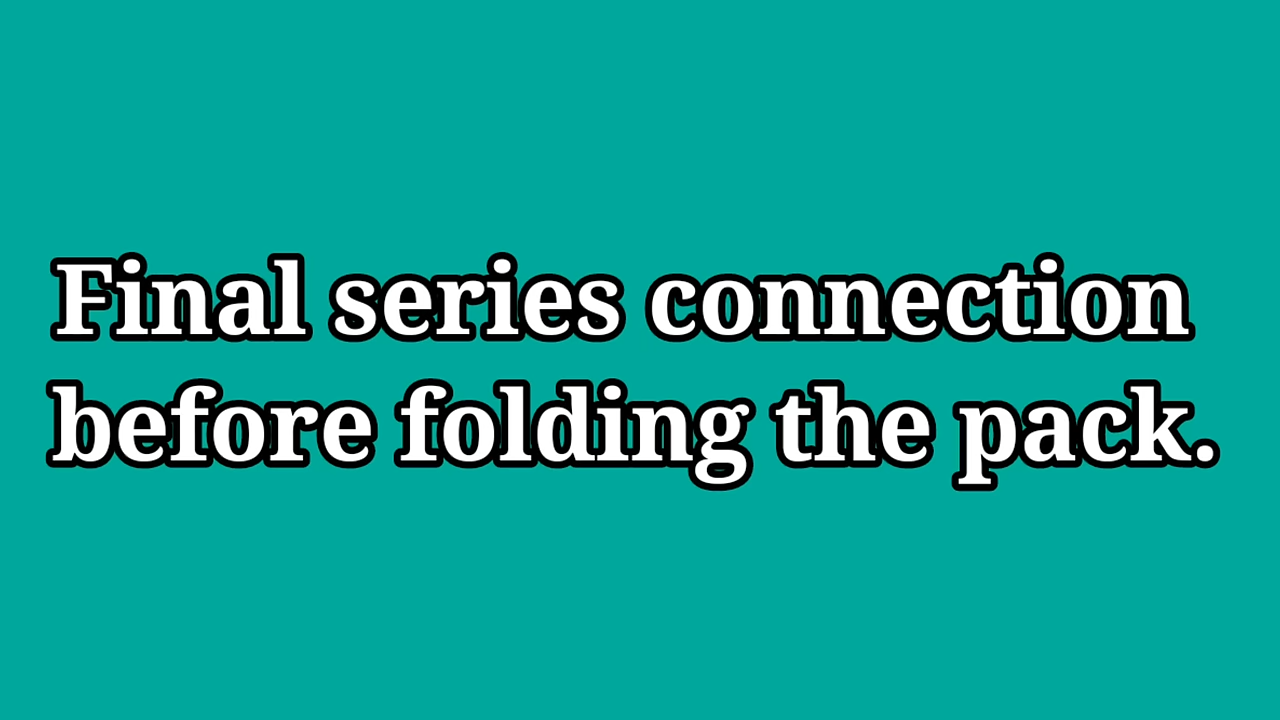 Final series connection
before folding the pack.